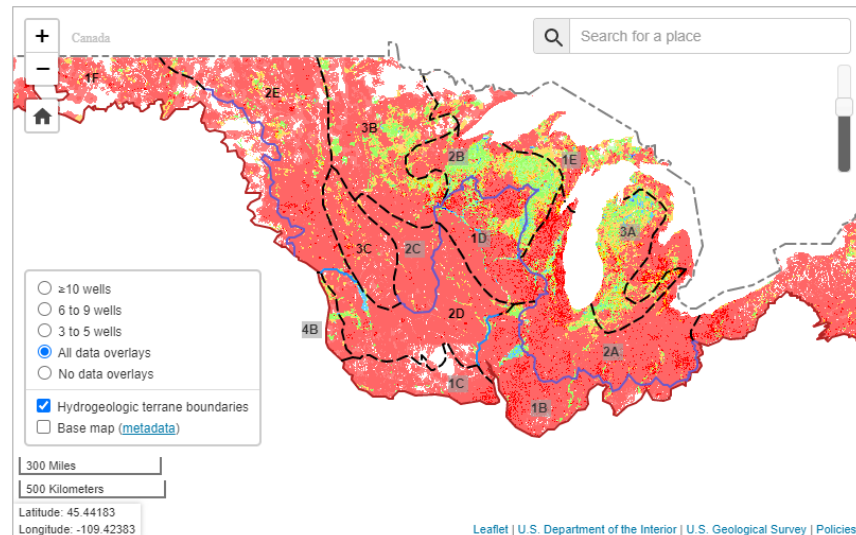 +
−
Canada
Search for a place
1F
2E
3B
2B
1E
3A
1D
3C
2C
2D
4B
2A
1C
1B
≥10 wells
6 to 9 wells
3 to 5 wells
All data overlays
No data overlays
Hydrogeologic terrane boundaries
Base map (metadata)
300 Miles
500 Kilometers
Latitude: 45.44183
Longitude: -109.42383
Leaflet | U.S. Department of the Interior | U.S. Geological Survey | Policies